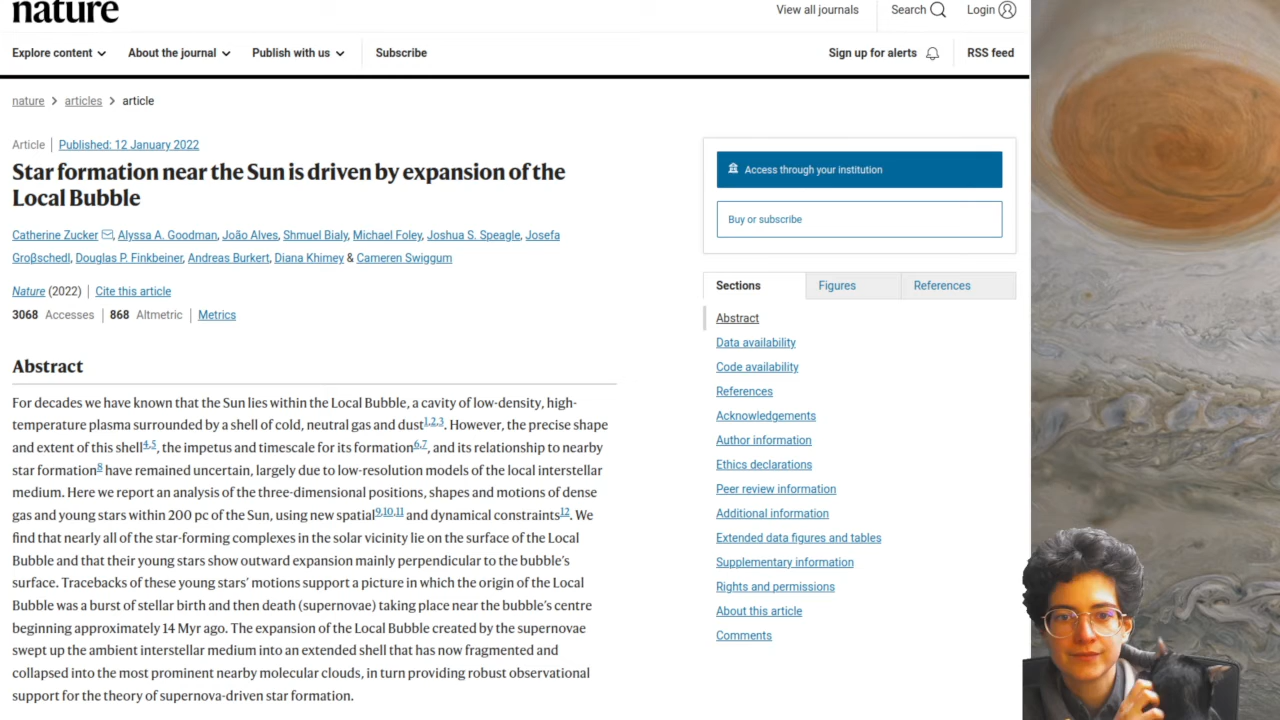 nature
View all journals
Search
Login
Explore content
About the journal
Publish with us
Subscribe
Sign up for alerts
RSS feed
nature > articles > article
Article | Published: 12 January 2022
Star formation near the Sun is driven by expansion of the
Local Bubble
Catherine Zucker, Alyssa A. Goodman, João Alves, Shmuel Bialy, Michael Foley, Joshua S. Speagle, Josefa
Groβschedl, Douglas P. Finkbeiner, Andreas Burkert, Diana Khimey & Cameren Swiggum
Nature (2022) | Cite this article
3068 Accesses | 868 Altmetric | Metrics
Abstract
For decades we have known that the Sun lies within the Local Bubble, a cavity of low-density, high-
temperature plasma surrounded by a shell of cold, neutral gas and dust1,2,3. However, the precise shape
and extent of this shell4,5, the impetus and timescale for its formation6,7, and its relationship to nearby
star formation8 have remained uncertain, largely due to low-resolution models of the local interstellar
medium. Here we report an analysis of the three-dimensional positions, shapes and motions of dense
gas and young stars within 200 pc of the Sun, using new spatial9,10,11 and dynamical constraints12. We
find that nearly all of the star-forming complexes in the solar vicinity lie on the surface of the Local
Bubble and that their young stars show outward expansion mainly perpendicular to the bubble's
surface. Tracebacks of these young stars' motions support a picture in which the origin of the Local
Bubble was a burst of stellar birth and then death (supernovae) taking place near the bubble's centre
beginning approximately 14 Myr ago. The expansion of the Local Bubble created by the supernovae
swept up the ambient interstellar medium into an extended shell that has now fragmented and
collapsed into the most prominent nearby molecular clouds, in turn providing robust observational
support for the theory of supernova-driven star formation.
Access through your institution
Buy or subscribe
Sections
Figures
References
Abstract
Data availability
Code availability
References
Acknowledgements
Author information
Ethics declarations
Peer review information
Additional information
Extended data figures and tables
Supplementary information
Rights and permissions
About this article
Comments